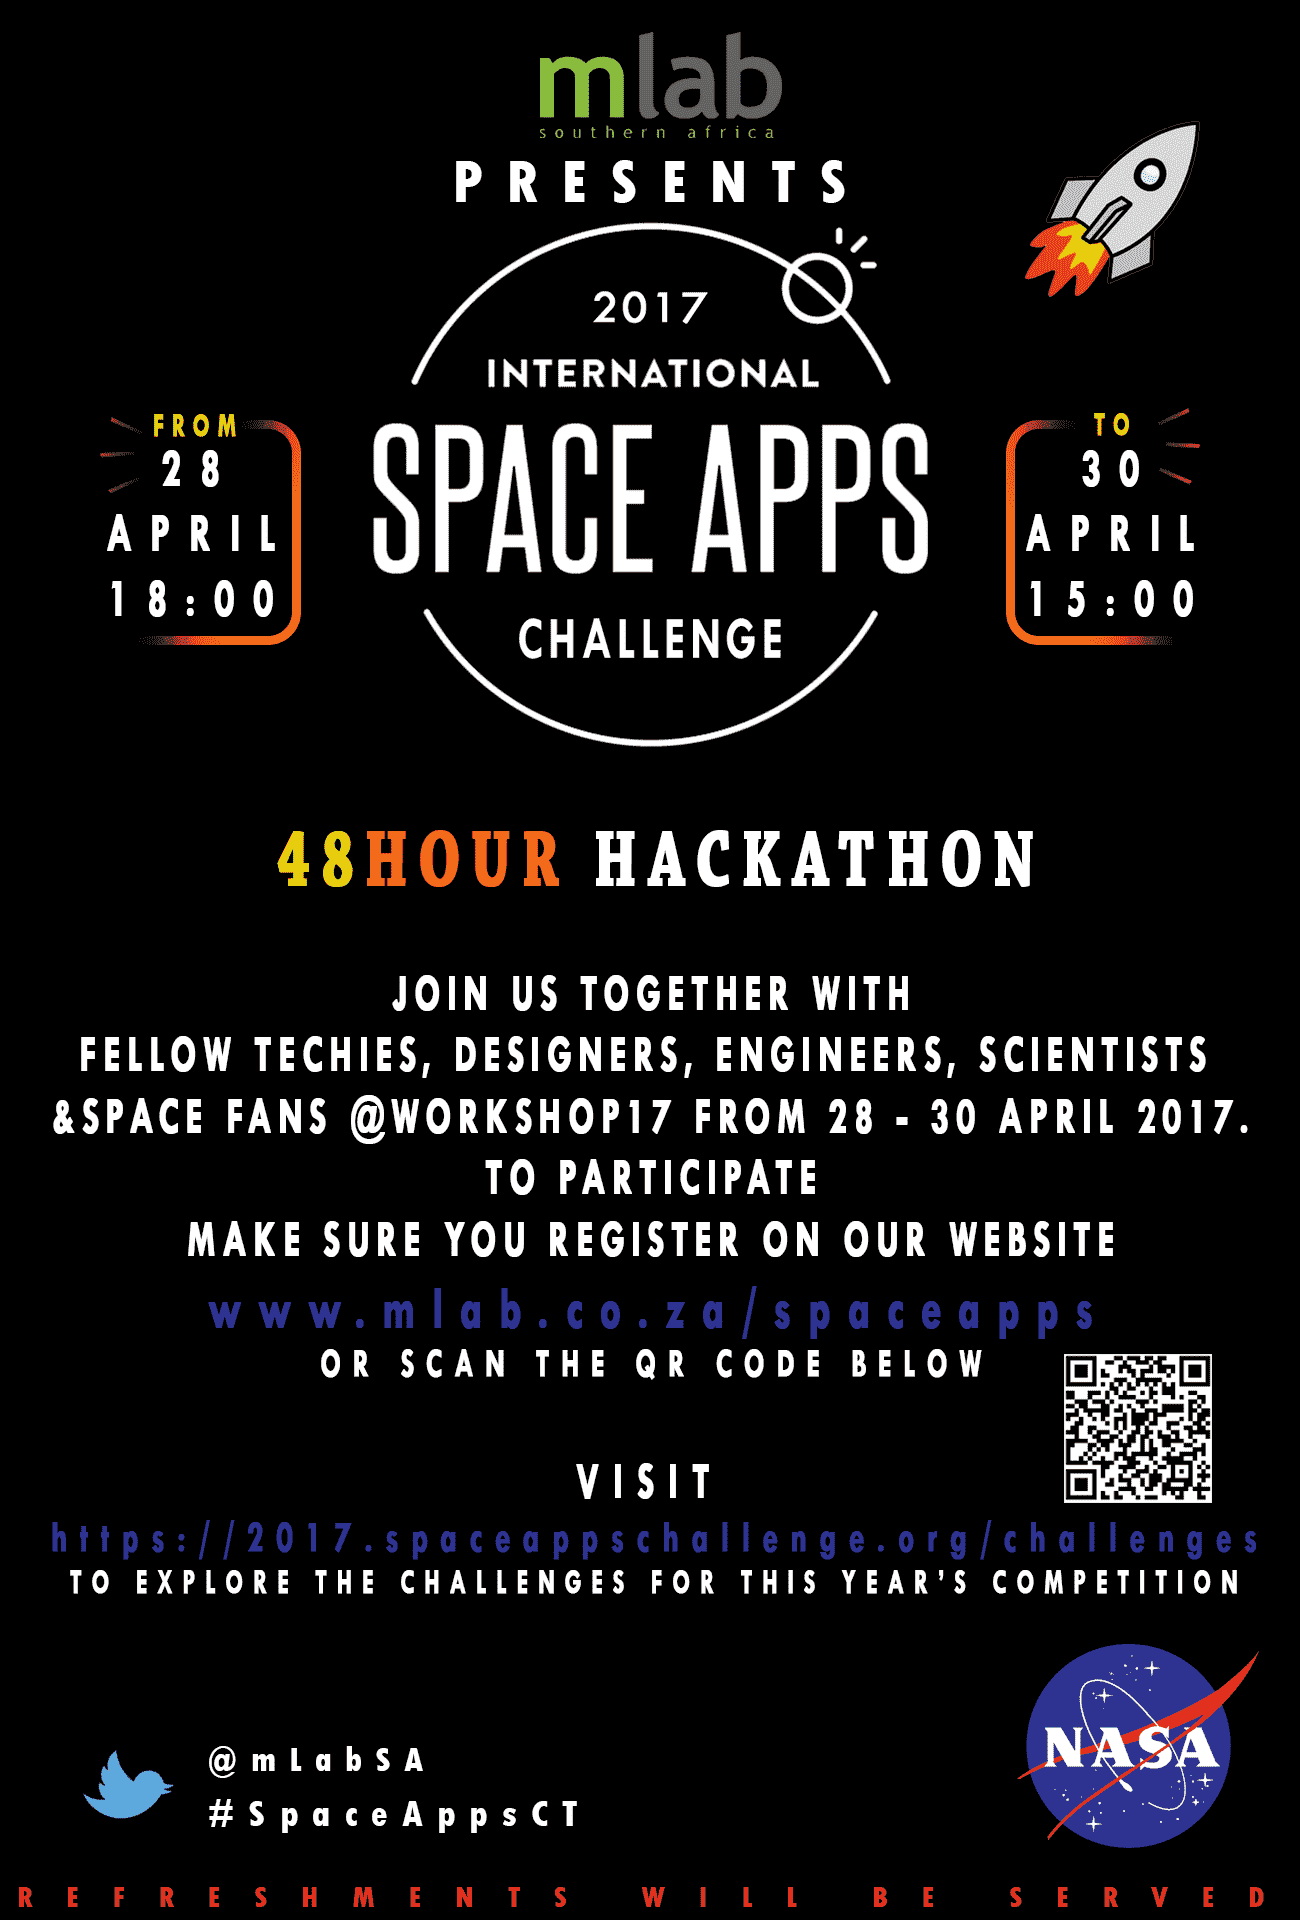 mlab
southern africa
PRESENTS
2017
INTERNATIONAL
SPACE APPS
CHALLENGE
FROM
28
APRIL
18:00
TO
30
APRIL
15:00
48HOUR HACKATHON
JOIN US TOGETHER WITH
FELLOW TECHIES, DESIGNERS, ENGINEERS, SCIENTISTS
&SPACE FANS @WORKSHOP17 FROM 28 - 30 APRIL 2017.
TO PARTICIPATE
MAKE SURE YOU REGISTER ON OUR WEBSITE
www.mlab.co.za/spaceapps
OR SCAN THE QR CODE BELOW
VISIT
https://2017.spaceappschallenge.org/challenges
TO EXPLORE THE CHALLENGES FOR THIS YEAR'S COMPETITION
NASA
@mLabSA
#SpaceAppsCT
REFRESHMENTS WILL BE SERVED